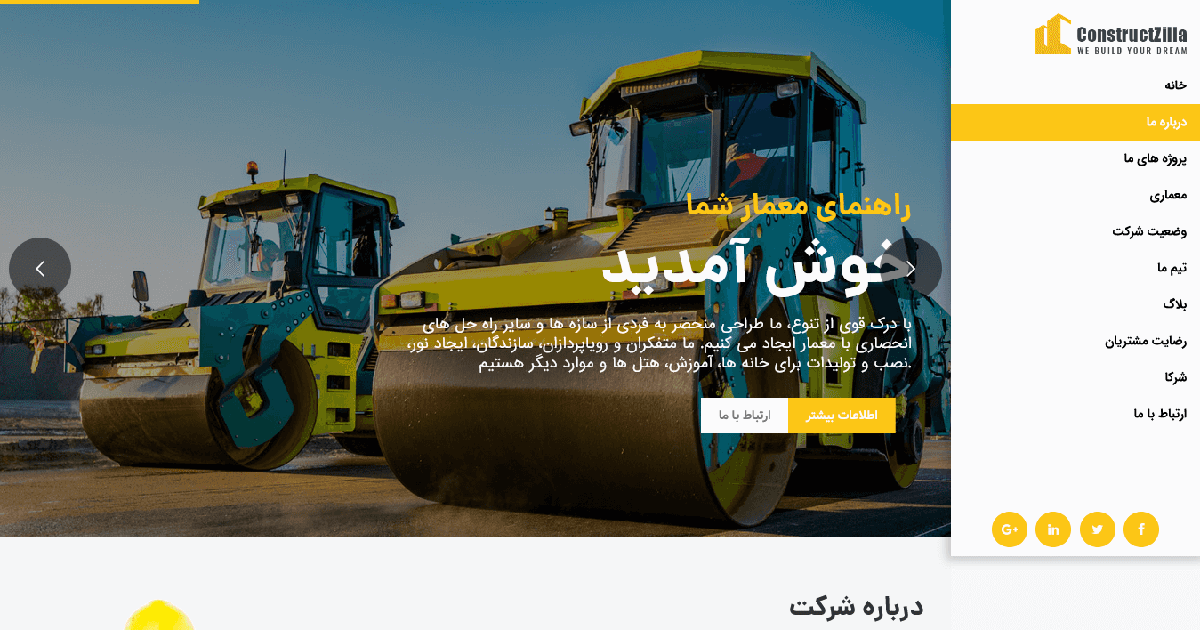 ConstructZilla
WE BUILD YOUR DREAM
خانه
درباره ما
پروژه های ما
معماری
وضعیت شرکت
تیم ما
بلاگ
رضایت مشتریان
شرکا
ارتباط با ما
راهنمای معمار شما
خوش آمدید
با درک قوی از تنوع، ما طراحی منحصر به فردی از سازه ها و سایر راه حل های
انحصاری با معمار ایجاد می کنیم. ما متفکران و رویاپردازان، سازندگان، ایجاد نور،
.نصب و تولیدات برای خانه ها، آموزش، هتل ها و موارد دیگر هستیم
اطلاعات بیشتر
ارتباط با ما
درباره شرکت